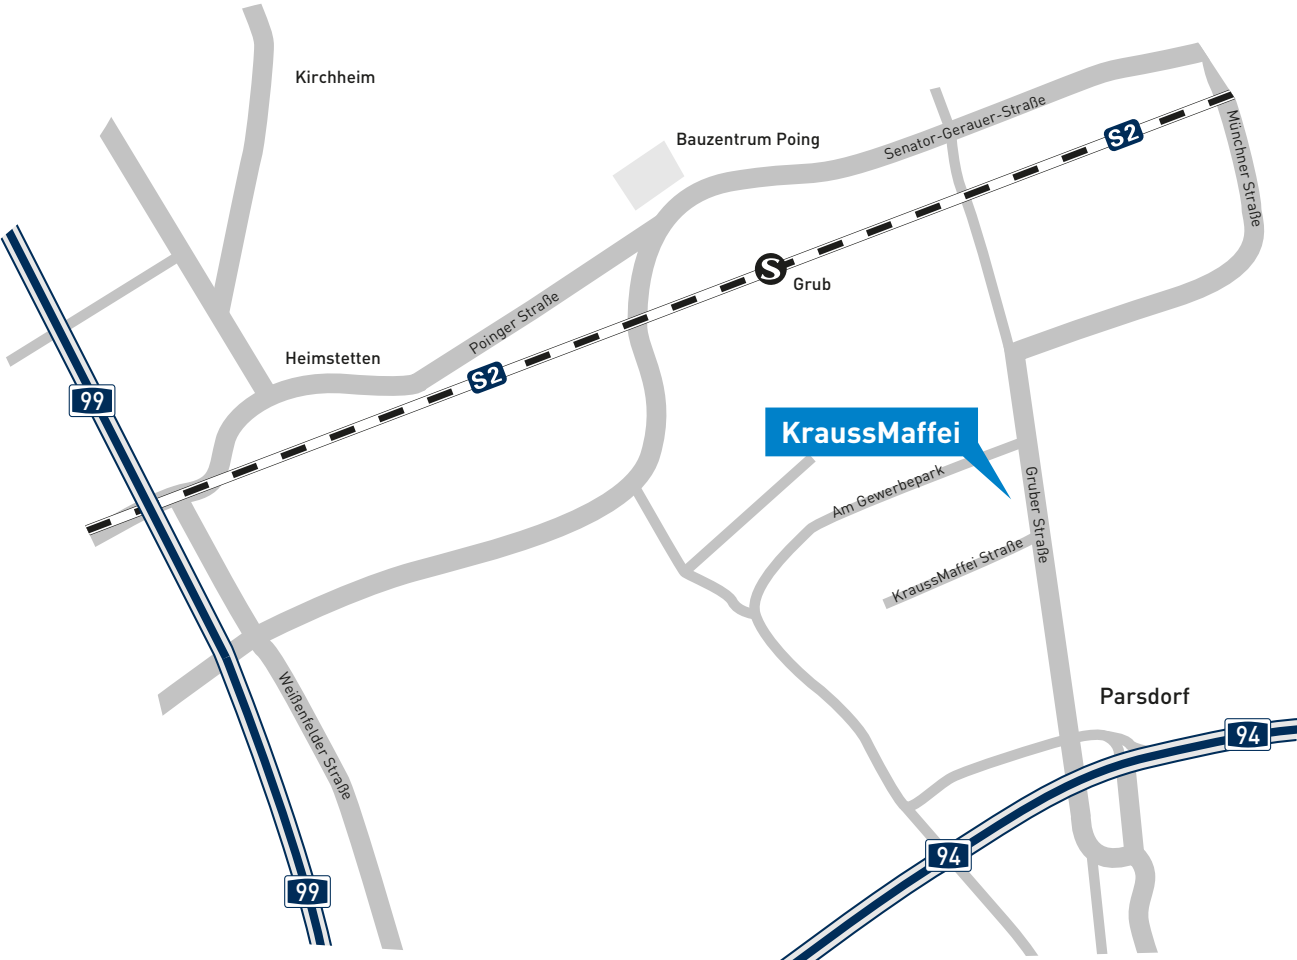 Kirchheim
Bauzentrum Poing
Senator-Gerauer-Straße
S2
Münchner Straße
S
Grub
Poinger Straße
Heimstetten
S2
99
KraussMaffei
Am Gewerbepark
Gruber Straße
KraussMaffei Straße
Weißenfelder Straße
Parsdorf
94
94
99